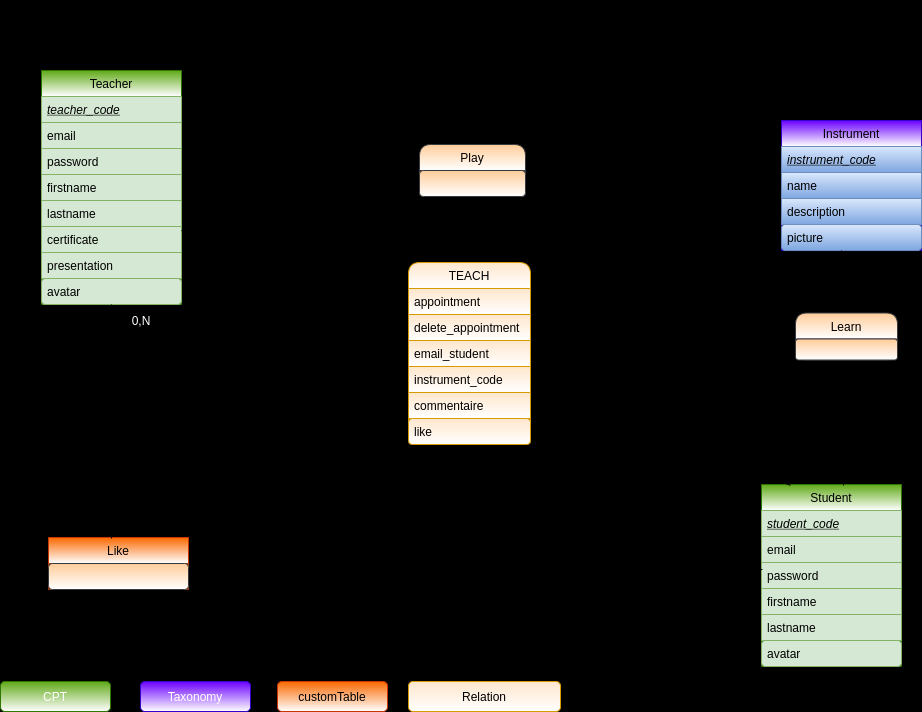 Teacher
teacher_code
email
password
firstname
lastname
certificate
presentation
avatar
0,N
Play
TEACH
appointment
delete_appointment
email_student
instrument_code
commentaire
like
Instrument
instrument_code
name
description
picture
Learn
Like
Student
student_code
email
password
firstname
lastname
avatar
CPT
Taxonomy
customTable
Relation